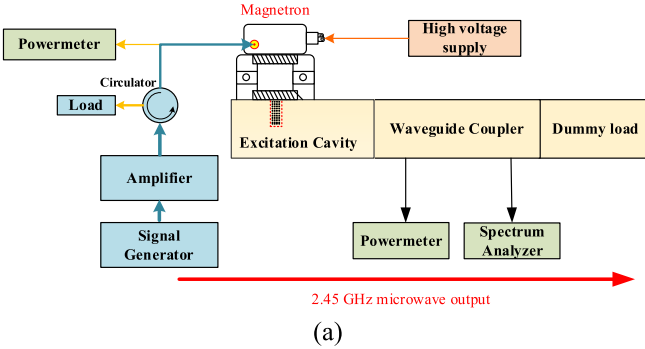 Magnetron
Powermeter
High voltage
supply
Circulator
Load
Excitation Cavity
Waveguide Coupler
Dummy load
Amplifier
Signal
Generator
Powermeter
Spectrum
Analyzer
2.45 GHz microwave output
(a)